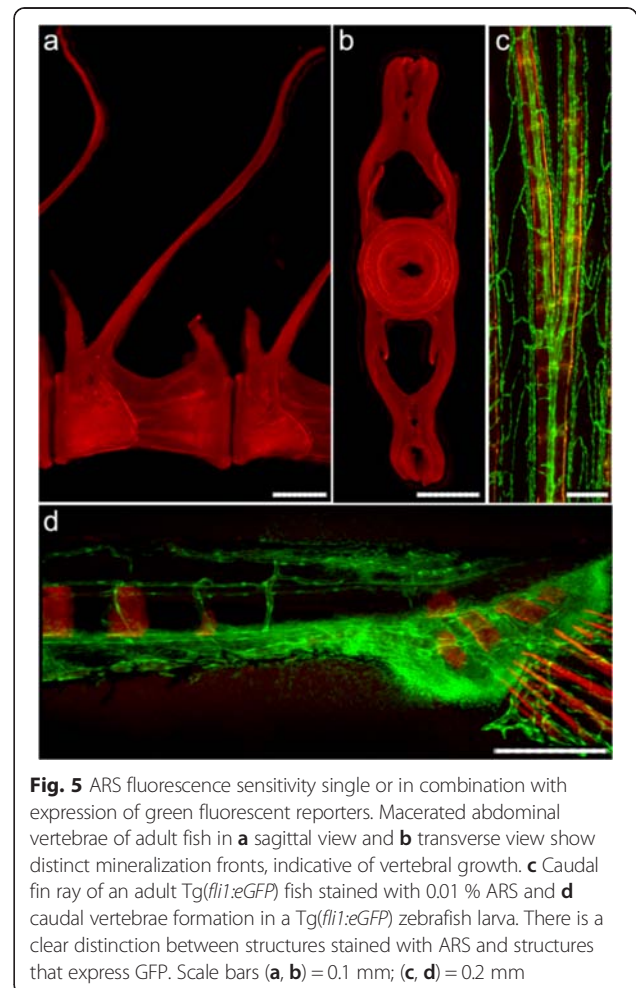 a
b
c
d
Fig. 5 ARS fluorescence sensitivity single or in combination with
expression of green fluorescent reporters. Macerated abdominal
vertebrae of adult fish in a sagittal view and b transverse view show
distinct mineralization fronts, indicative of vertebral growth. c Caudal
fin ray of an adult Tg(fli1:eGFP) fish stained with 0.01 % ARS and d
caudal vertebrae formation in a Tg(fli1:eGFP) zebrafish larva. There is a
clear distinction between structures stained with ARS and structures
that express GFP. Scale bars (a, b) = 0.1 mm; (c, d) = 0.2 mm